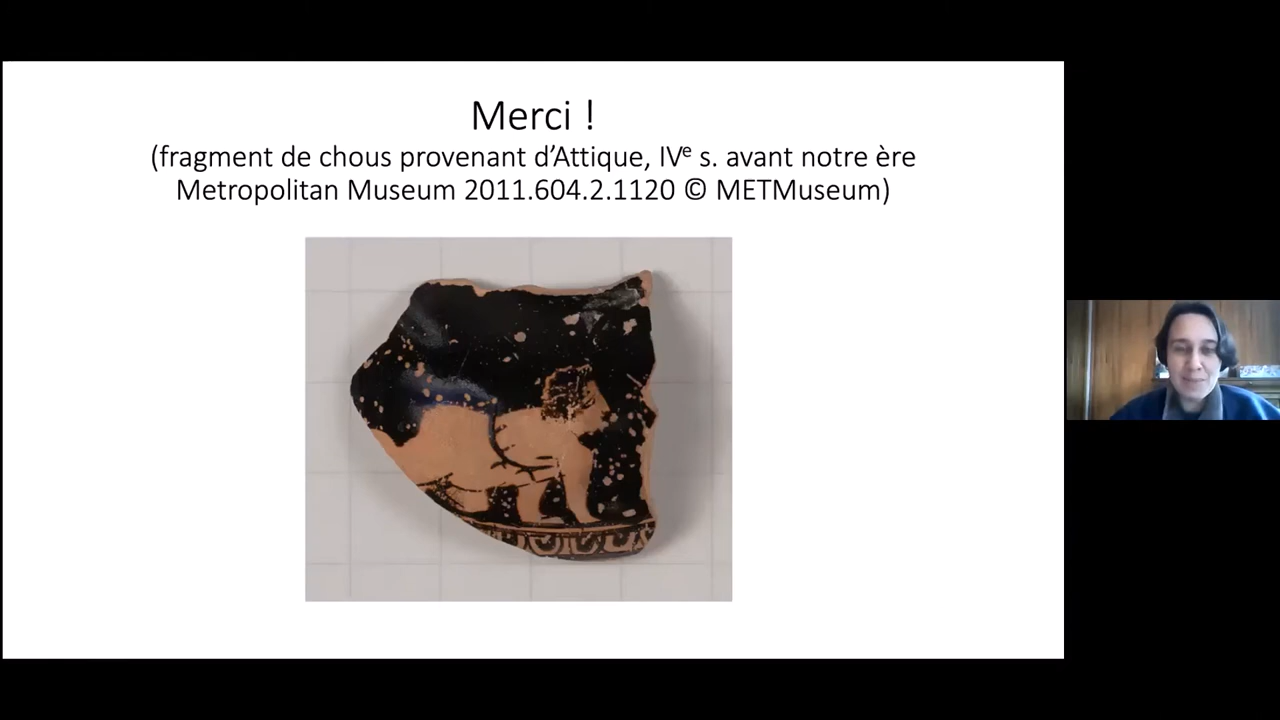 Merci !
(fragment de chous provenant d’Attique, IVᵉ s. avant notre ère
Metropolitan Museum 2011.604.2.1120 © METMuseum)